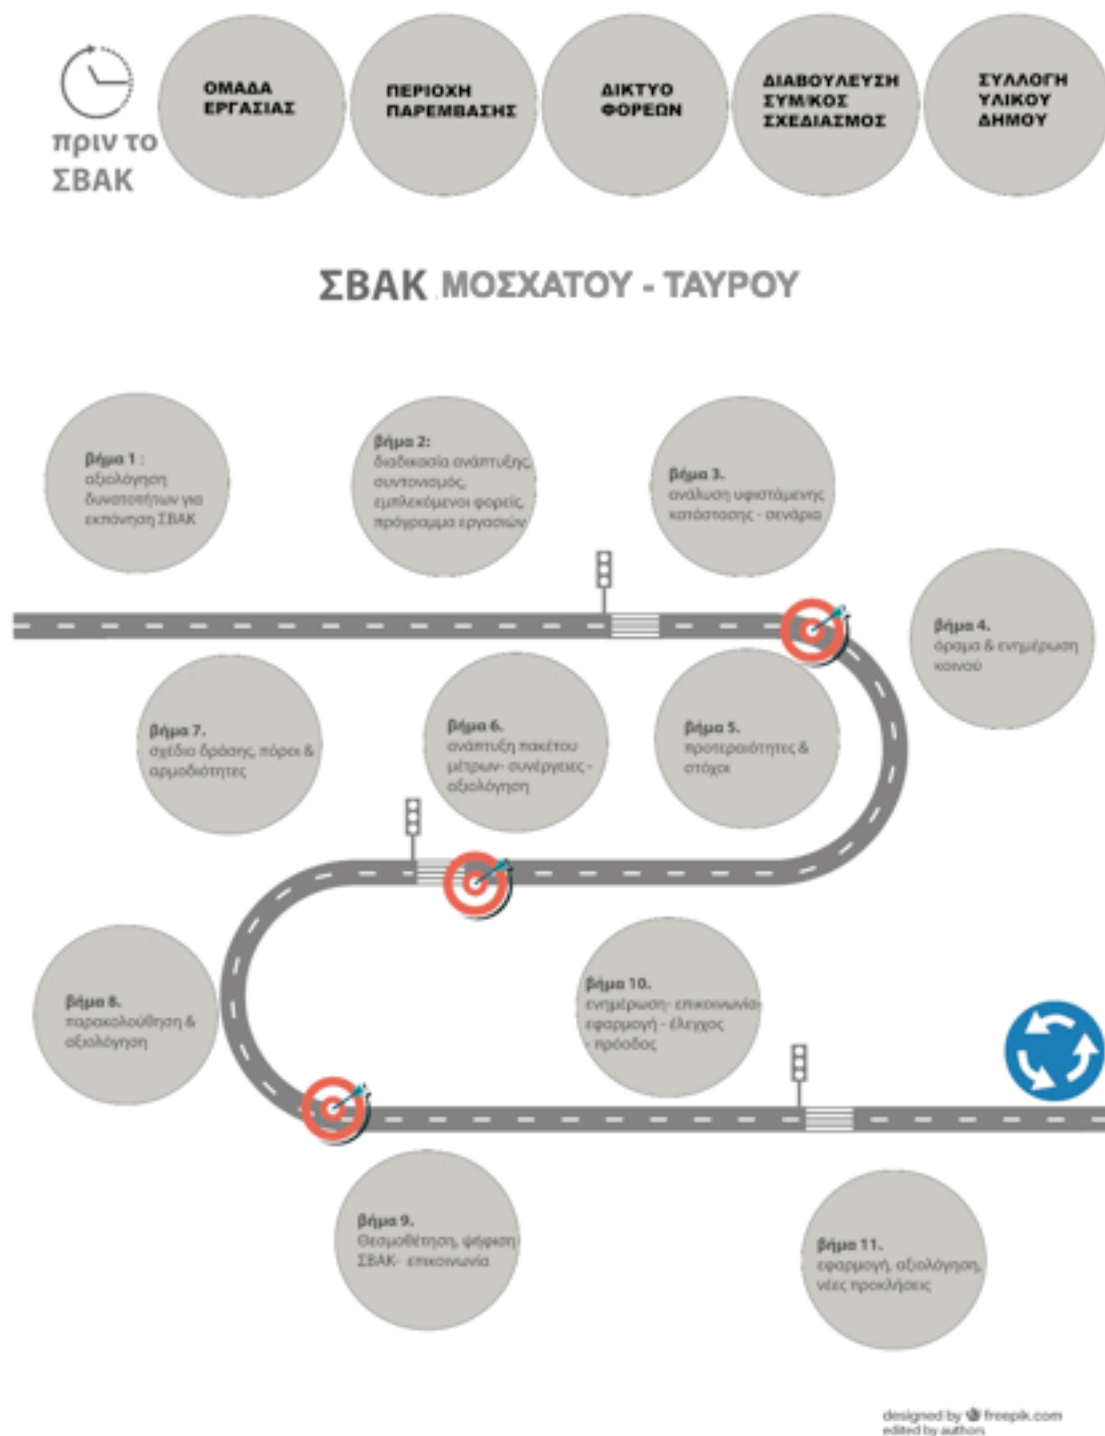 πριν το
ΣΒΑΚ
ΟΜΑΔΑ
ΕΡΓΑΣΙΑΣ
ΠΕΡΙΟΧΗ
ΠΑΡΕΜΒΑΣΗΣ
ΔΙΚΤΥΟ
ΦΟΡΕΩΝ
ΔΙΑΒΟΥΛΕΥΣΗ
ΣΥΜ/ΚΟΣ
ΣΧΕΔΙΑΣΜΟΣ
ΣΥΛΛΟΓΗ
ΥΛΙΚΟΥ
ΔΗΜΟΥ
ΣΒΑΚ ΜΟΣΧΑΤΟΥ - ΤΑΥΡΟΥ
βήμα 1 :
αξιολόγηση
δυνατοτήτων για
εκπόνηση ΣΒΑΚ
βήμα 2:
διαδικασία ανάπτυξης,
συντονισμός,
εμπλεκόμενοι φορείς,
πρόγραμμα εργασιών
βήμα 3.
ανάλυση υφιστάμενης
κατάστασης - σενάρια
βήμα 4.
όραμα & ενημέρωση
κοινού
βήμα 5.
προτεραιότητες &
στόχοι
βήμα 6.
ανάπτυξη πακέτου
μέτρων- συνέργειες -
αξιολόγηση
βήμα 7.
σχέδιο δράσης, πόροι &
αρμοδιότητες
βήμα 8.
παρακολούθηση &
αξιολόγηση
βήμα 9.
Θεσμοθέτηση, ψήφιση
ΣΒΑΚ- επικοινωνία
βήμα 10.
ενημέρωση- επικοινωνία-
εφαρμογή - έλεγχος
- πρόοδος
βήμα 11.
εφαρμογή, αξιολόγηση,
νέες προκλήσεις
designed by freepik.com
edited by authors